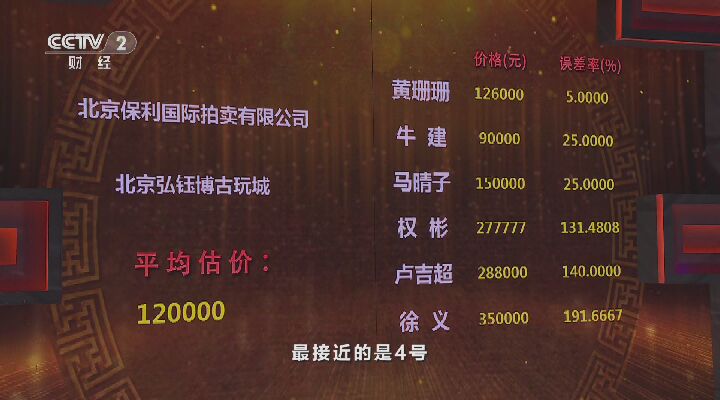 CCTV 2
财经
北京保利国际拍卖有限公司
北京弘钰博古玩城
平均估价：
120000
价格(元) 误差率(%)
黄珊珊 126000 5.0000
牛建 90000 25.0000
马晴子 150000 25.0000
权彬 277777 131.4808
卢吉超 288000 140.0000
徐义 350000 191.6667
最接近的是4号